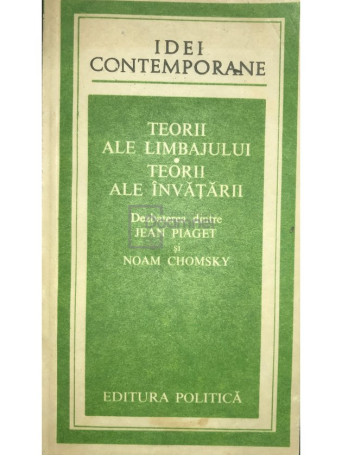 IDEI
CONTEMPORANE
TEORII
ALE LIMBAJULUI
•
TEORII
ALE ÎNVĂȚĂRII
Dezbaterea dintre
JEAN PIAGET
și
NOAM CHOMSKY
EDITURA POLITICĂ